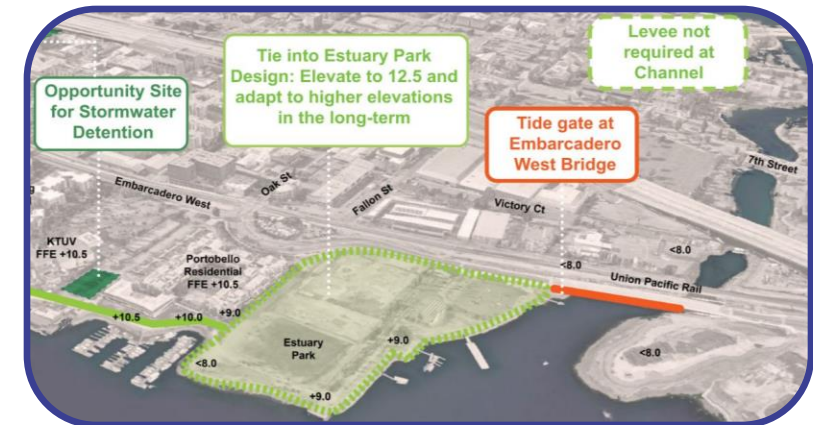 Levee not
required at
Channel
Tie into Estuary Park
Design: Elevate to 12.5 and
adapt to higher elevations
in the long-term
Opportunity Site
for Stormwater
Detention
Tide gate at
Embarcadero
West Bridge
7th Street
Embarcadero West
Oak St
Fallon St
Victory Ct
KTUV
FFE +10.5
Portobello
Residential
FFE +10.5
<8.0
<8.0
Union Pacific Rail
+10.5
+10.0
+9.0
Estuary
Park
+9.0
<8.0
<8.0
+9.0